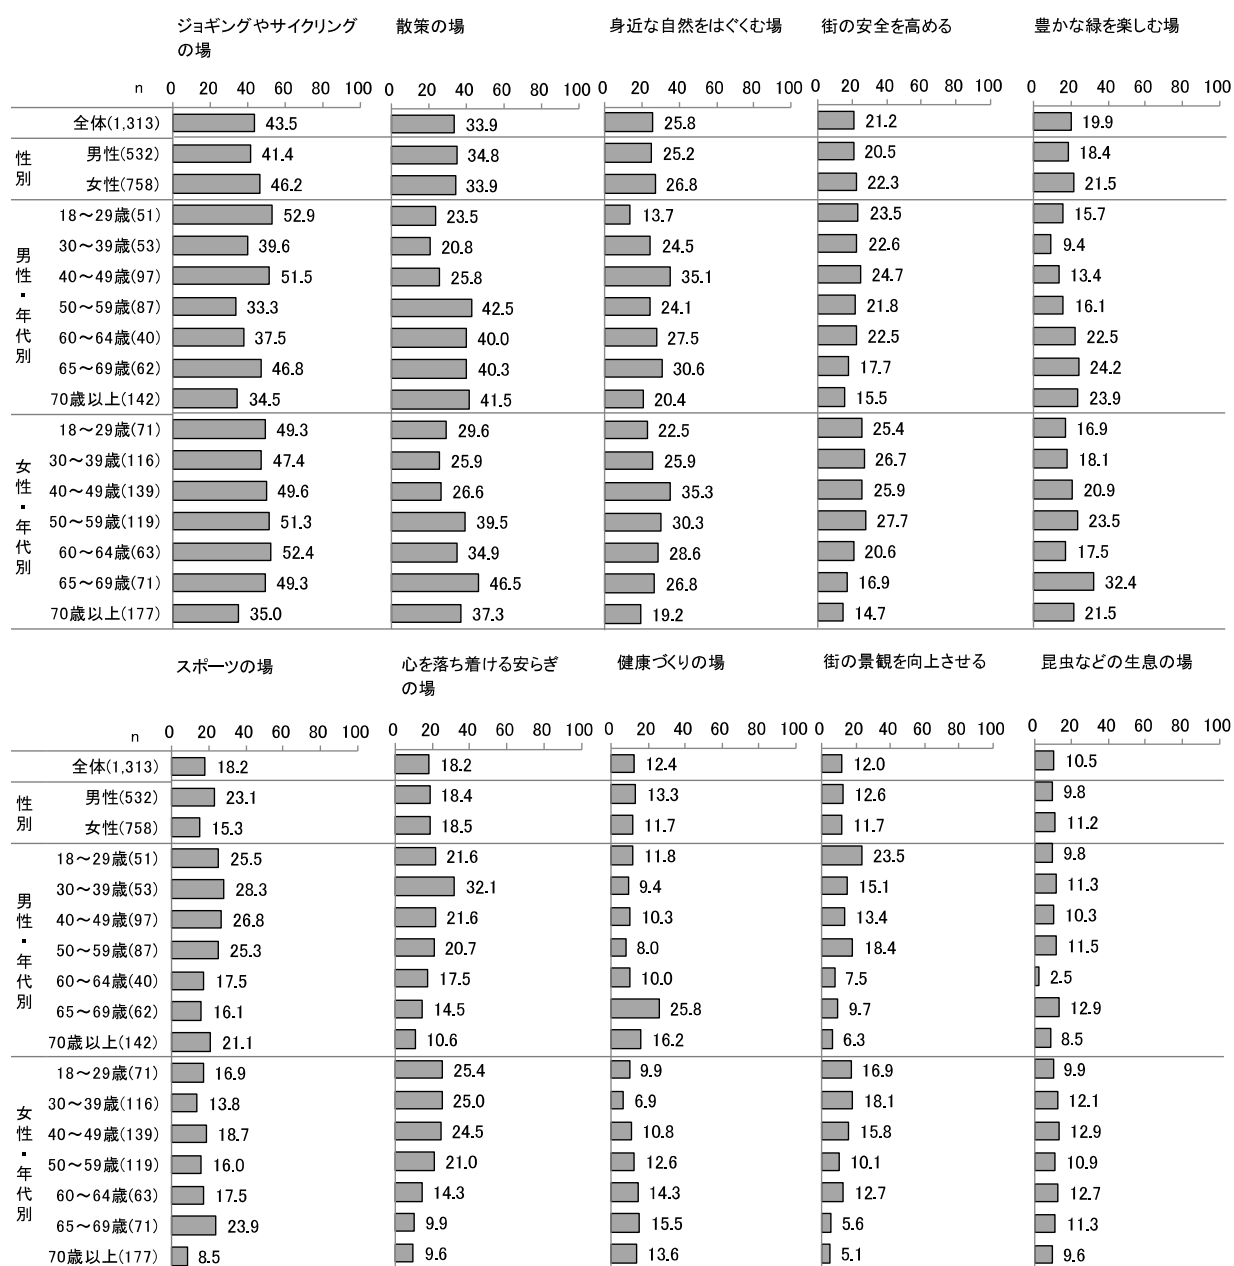 ジョギングやサイクリング
の場
散策の場
身近な自然をはぐくむ場
街の安全を高める
豊かな緑を楽しむ場
n 0 20 40 60 80 100 0 20 40 60 80 100 0 20 40 60 80 100 0 20 40 60 80 100 0 20 40 60 80 100
全体(1,313) 43.5 33.9 25.8 21.2 19.9
性別
男性(532) 41.4 34.8 25.2 20.5 18.4
女性(758) 46.2 33.9 26.8 22.3 21.5
男性・年代別
18～29歳(51) 52.9 23.5 13.7 23.5 15.7
30～39歳(53) 39.6 20.8 24.5 22.6 9.4
40～49歳(97) 51.5 25.8 35.1 24.7 13.4
50～59歳(87) 33.3 42.5 24.1 21.8 16.1
60～64歳(40) 37.5 40.0 27.5 22.5 22.5
65～69歳(62) 46.8 40.3 30.6 17.7 24.2
70歳以上(142) 34.5 41.5 20.4 15.5 23.9
女性・年代別
18～29歳(71) 49.3 29.6 22.5 25.4 16.9
30～39歳(116) 47.4 25.9 25.9 26.7 18.1
40～49歳(139) 49.6 26.6 35.3 25.9 20.9
50～59歳(119) 51.3 39.5 30.3 27.7 23.5
60～64歳(63) 52.4 34.9 28.6 20.6 17.5
65～69歳(71) 49.3 46.5 26.8 16.9 32.4
70歳以上(177) 35.0 37.3 19.2 14.7 21.5
スポーツの場
心を落ち着ける安らぎ
の場
健康づくりの場
街の景観を向上させる
昆虫などの生息の場
n 0 20 40 60 80 100 0 20 40 60 80 100 0 20 40 60 80 100 0 20 40 60 80 100 0 20 40 60 80 100
全体(1,313) 18.2 18.2 12.4 12.0 10.5
性別
男性(532) 23.1 18.4 13.3 12.6 9.8
女性(758) 15.3 18.5 11.7 11.7 11.2
男性・年代別
18～29歳(51) 25.5 21.6 11.8 23.5 9.8
30～39歳(53) 28.3 32.1 9.4 15.1 11.3
40～49歳(97) 26.8 21.6 10.3 13.4 10.3
50～59歳(87) 25.3 20.7 8.0 18.4 11.5
60～64歳(40) 17.5 17.5 10.0 7.5 2.5
65～69歳(62) 16.1 14.5 25.8 9.7 12.9
70歳以上(142) 21.1 10.6 16.2 6.3 8.5
女性・年代別
18～29歳(71) 16.9 25.4 9.9 16.9 9.9
30～39歳(116) 13.8 25.0 6.9 18.1 12.1
40～49歳(139) 18.7 24.5 10.8 15.8 12.9
50～59歳(119) 16.0 21.0 12.6 10.1 10.9
60～64歳(63) 17.5 14.3 14.3 12.7 12.7
65～69歳(71) 23.9 9.9 15.5 5.6 11.3
70歳以上(177) 8.5 9.6 13.6 5.1 9.6